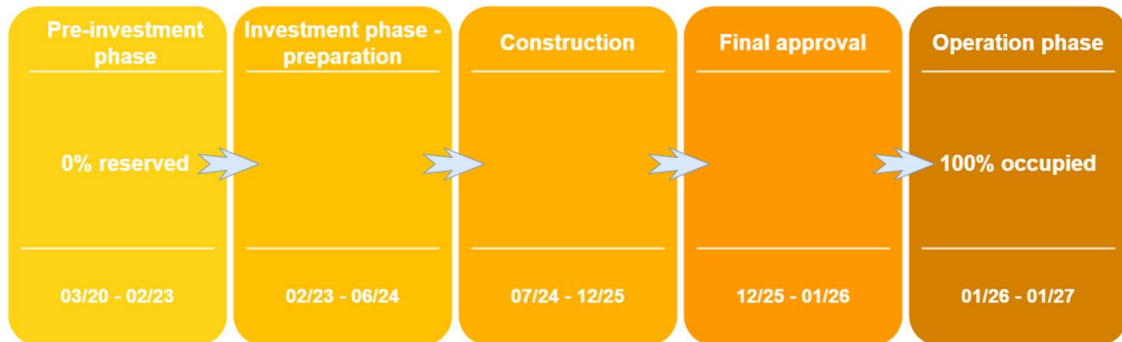 Pre-investment
phase
0% reserved
03/20 - 02/23
Investment phase -
preparation
02/23 - 06/24
Construction
07/24 - 12/25
Final approval
12/25 - 01/26
Operation phase
100% occupied
01/26 - 01/27